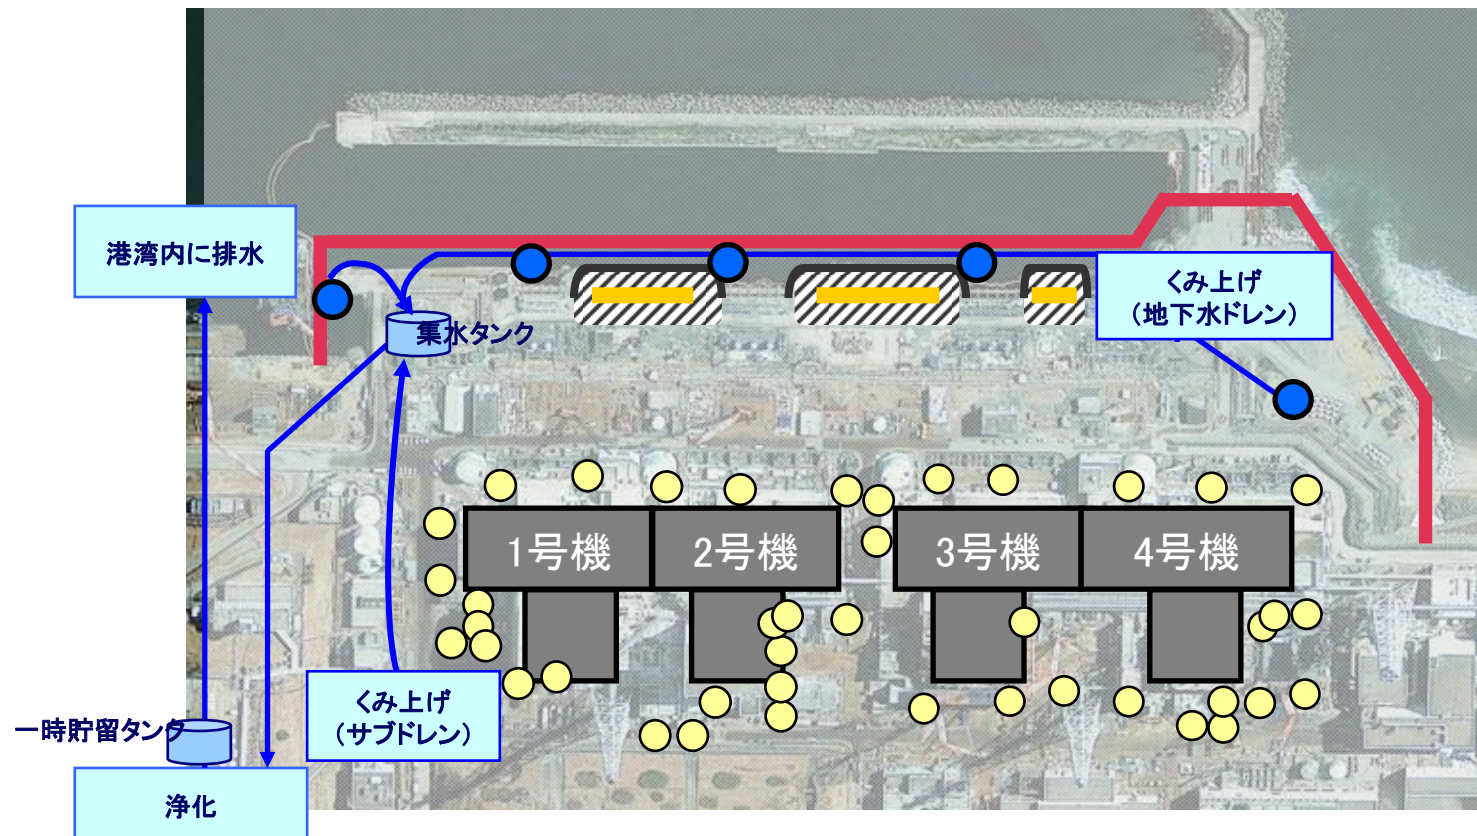 港湾内に排水
くみ上げ
（地下水ドレン）
集水タンク
1号機
2号機
3号機
4号機
くみ上げ
（サブドレン）
一時貯留タンク
浄化